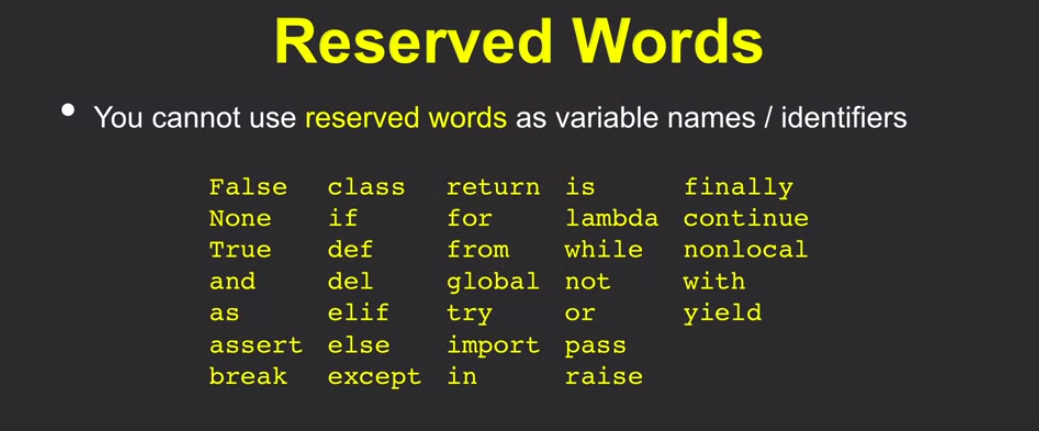 Reserved Words
• You cannot use reserved words as variable names / identifiers
False class return is finally
None if for lambda continue
True def from while nonlocal
and del global not with
as elif try or yield
assert else import pass
break except in raise